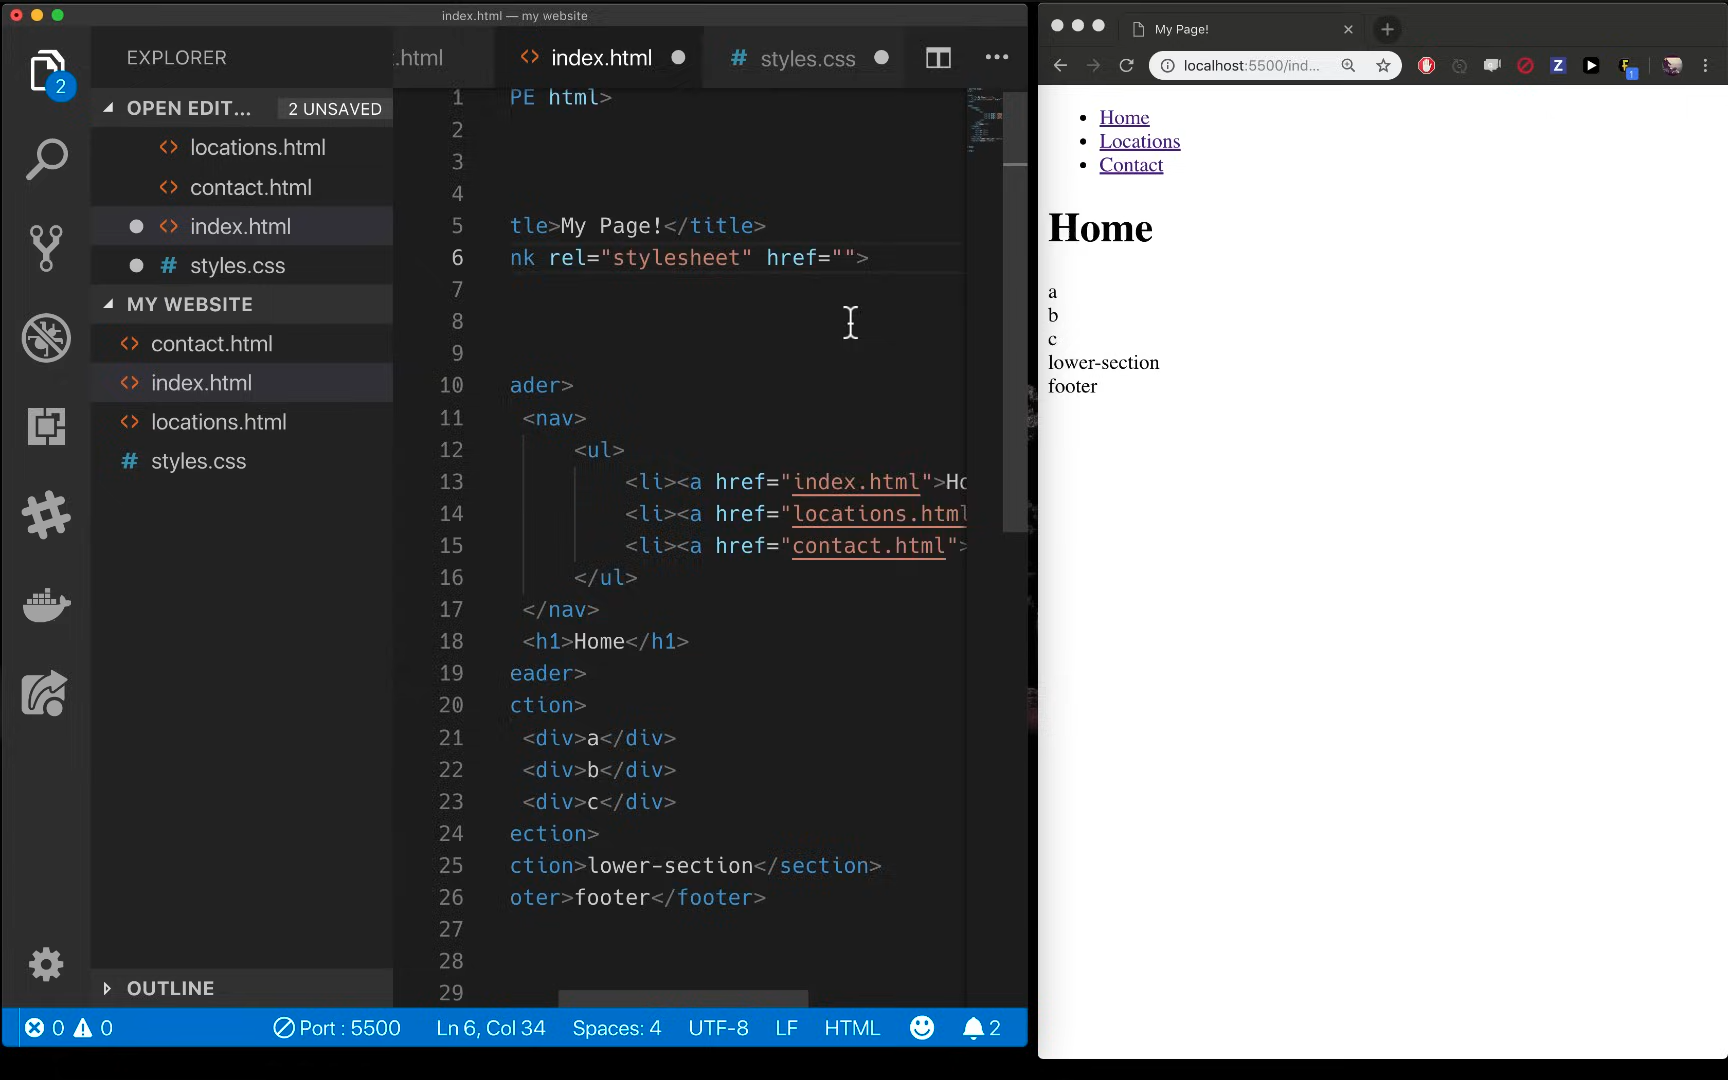 index.html — my website
EXPLORER
OPEN EDIT... 2 UNSAVED
locations.html
contact.html
index.html
# styles.css
MY WEBSITE
contact.html
index.html
locations.html
# styles.css
OUTLINE
2
.html
<> index.html
# styles.css
1 PE html>
2
3
4
5 tle>My Page!</title>
6 nk rel="stylesheet" href="">
7
8
9
10 ader>
11 <nav>
12 <ul>
13 <li><a href="index.html">Ho
14 <li><a href="locations.html
15 <li><a href="contact.html">
16 </ul>
17 </nav>
18 <h1>Home</h1>
19 eader>
20 ction>
21 <div>a</div>
22 <div>b</div>
23 <div>c</div>
24 ection>
25 ction>lower-section</section>
26 oter>footer</footer>
27
28
29
0 0 Port : 5500 Ln 6, Col 34 Spaces: 4 UTF-8 LF HTML 2
My Page!
localhost:5500/ind...
Z
1
Home
Locations
Contact
Home
a
b
c
lower-section
footer